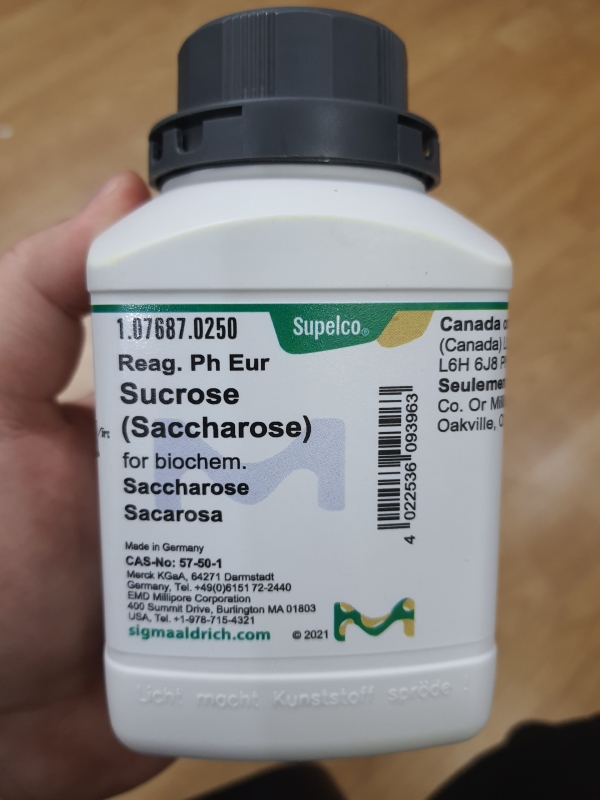 1.07687.0250
Supelco®
Reag. Ph Eur
Sucrose
(Saccharose)
for biochem.
Saccharose
Sacarosa
Made in Germany
CAS-No: 57-50-1
Merck KGaA, 64271 Darmstadt
Germany, Tel. +49(0)6151 72-2440
EMD Millipore Corporation
400 Summit Drive, Burlington MA 01803
USA, Tel. +1-978-715-4321
sigmaaldrich.com
© 2021
4 022536 093963
Canada
(Canada)
L6H 6J8
Seulemen
Co. Or
Oakville,
Licht macht Kunststoff spröde !